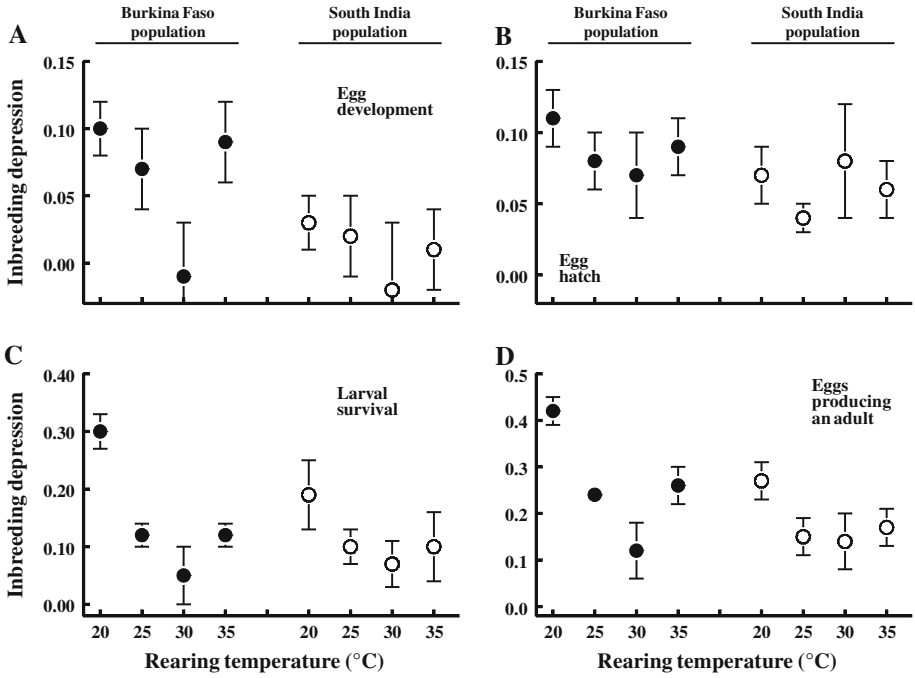 A
Burkina Faso
population
South India
population
B
Burkina Faso
population
South India
population
Inbreeding depression
0.15
0.10
0.05
0.00
Egg
development
0.15
0.10
0.05
0.00
Egg
hatch
C
Inbreeding depression
0.40
0.30
0.20
0.10
0.00
Larval
survival
20 25 30 35 20 25 30 35
Rearing temperature (°C)
D
0.5
0.4
0.3
0.2
0.1
0.0
Eggs
producing
an adult
20 25 30 35 20 25 30 35
Rearing temperature (°C)